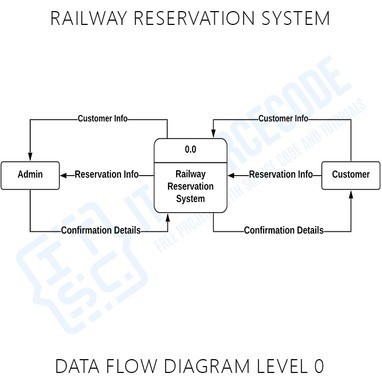 RAILWAY RESERVATION SYSTEM
Customer Info
Customer Info
0.0
Admin
Reservation Info
Railway
Reservation
System
Reservation Info
Customer
Confirmation Details
Confirmation Details
DATA FLOW DIAGRAM LEVEL 0